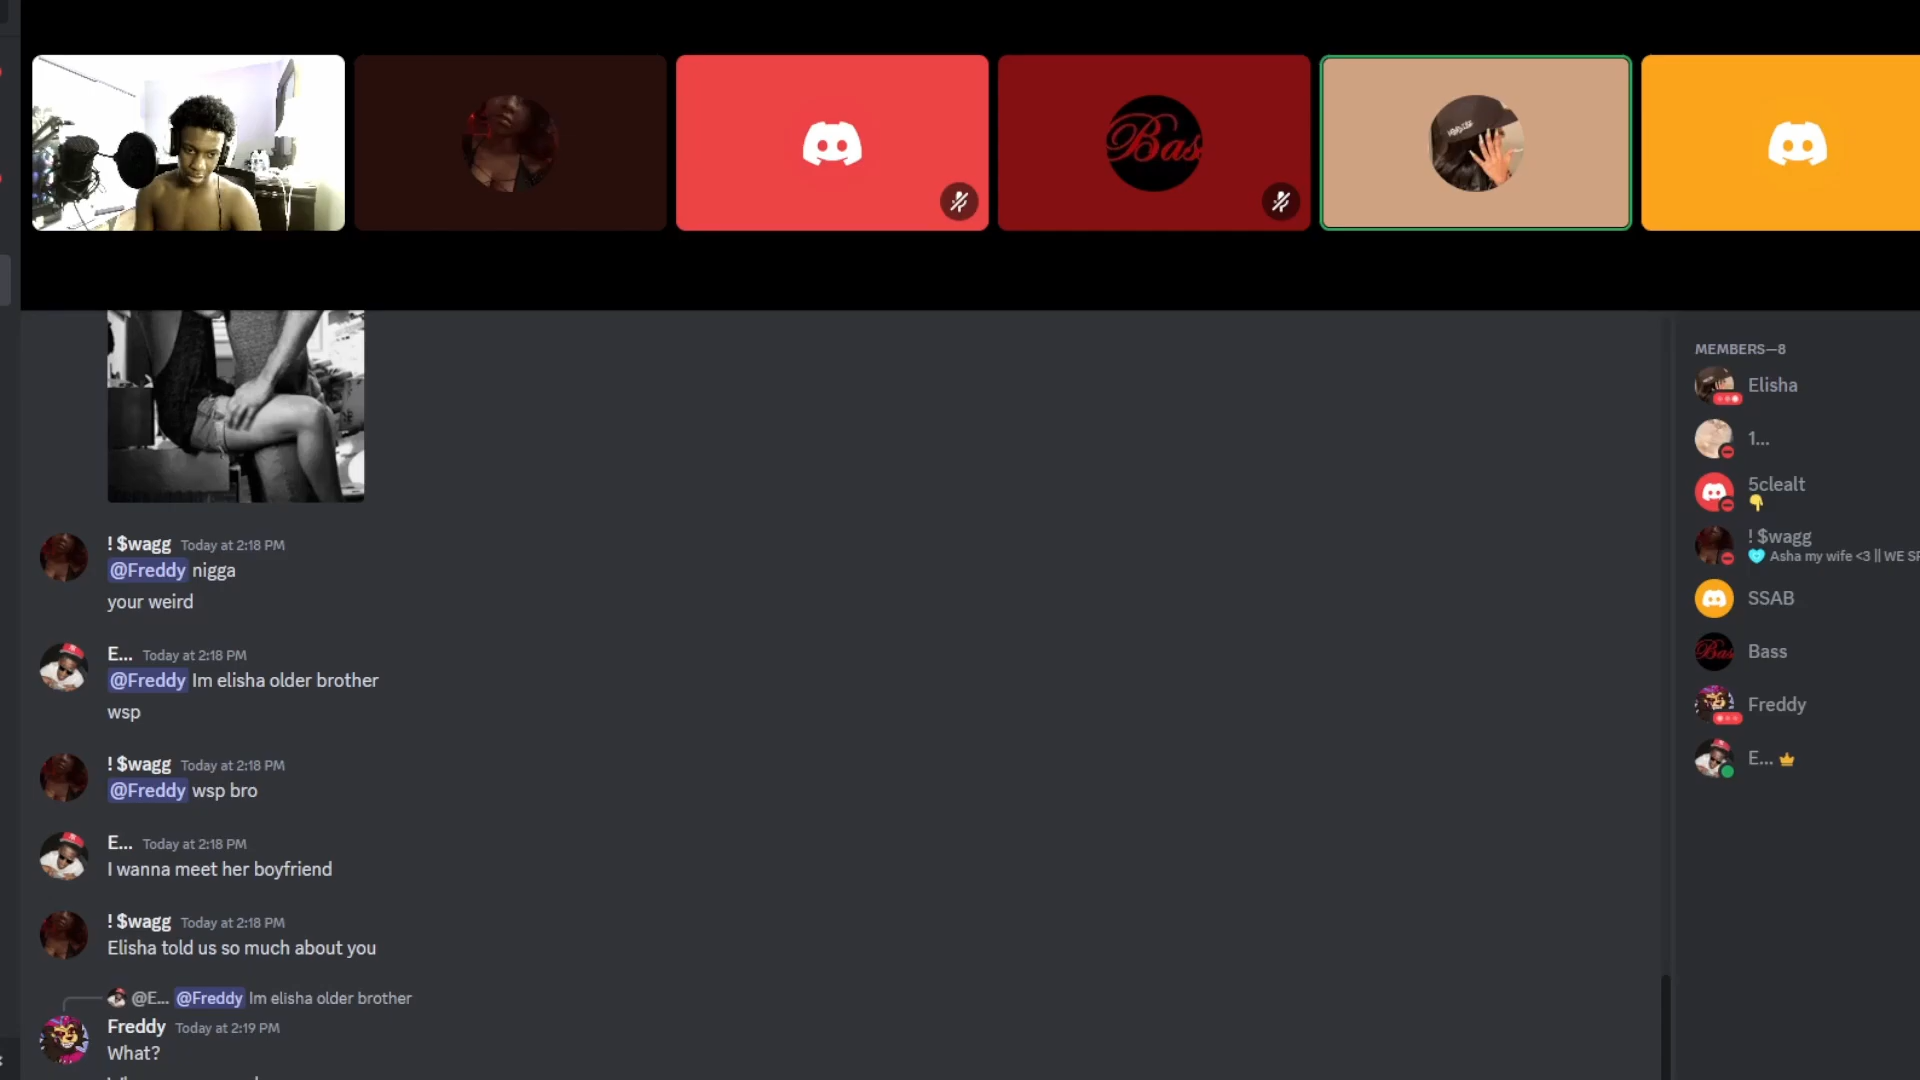 Bas
MEMBERS—8
Elisha
1...
5clealt
! $wagg
Asha my wife <3 || WE SP
SSAB
Bass
Freddy
E...
! $wagg Today at 2:18 PM
@Freddy nigga
your weird
E... Today at 2:18 PM
@Freddy Im elisha older brother
wsp
! $wagg Today at 2:18 PM
@Freddy wsp bro
E... Today at 2:18 PM
I wanna meet her boyfriend
! $wagg Today at 2:18 PM
Elisha told us so much about you
@E... @Freddy Im elisha older brother
Freddy Today at 2:19 PM
What?